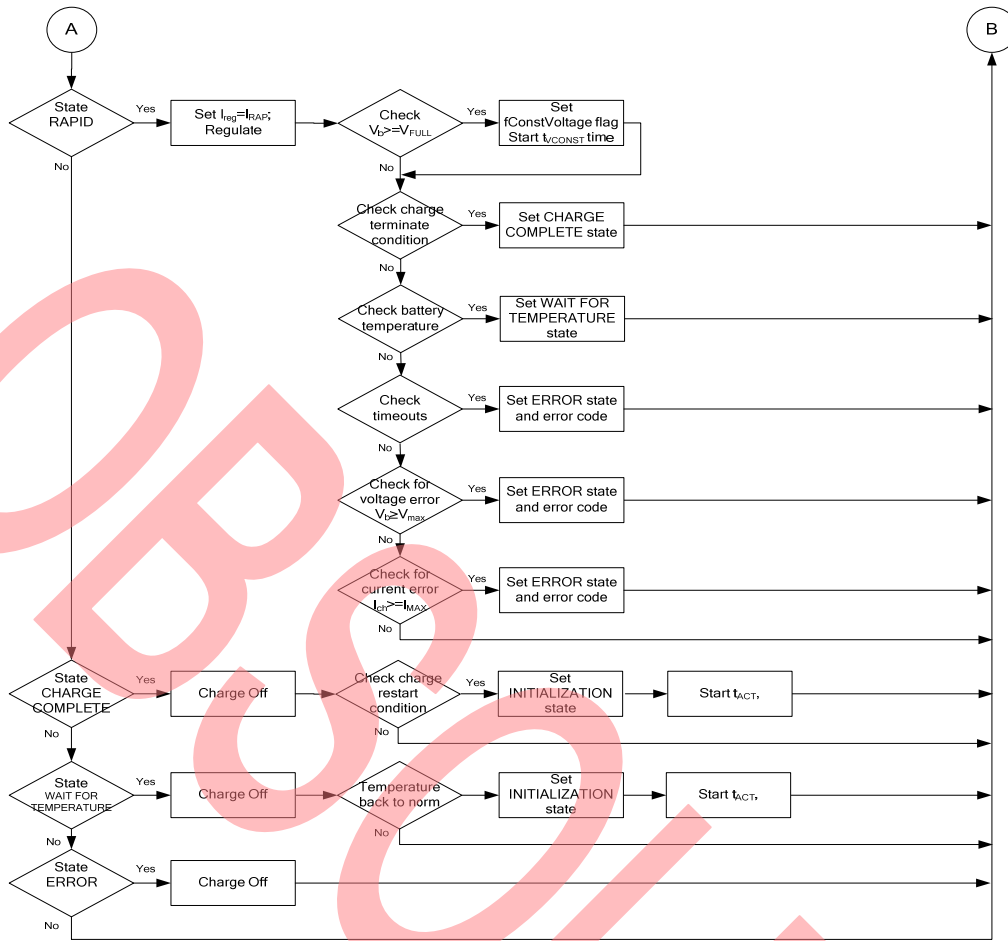 A
B
State
RAPID
Yes
Set Ireg=IRAP;
Regulate
Check
Vb>=VFULL
Yes
Set
fConstVoltage flag
Start tVCONST time
No
No
Check charge
terminate
condition
Yes
Set CHARGE
COMPLETE state
No
Check battery
temperature
Yes
Set WAIT FOR
TEMPERATURE
state
No
Check
timeouts
Yes
Set ERROR state
and error code
No
Check for
voltage error
Vb≥Vmax
Yes
Set ERROR state
and error code
No
Check for
current error
Ich>=IMAX
Yes
Set ERROR state
and error code
No
State
CHARGE
COMPLETE
Yes
Charge Off
Check charge
restart
condition
Yes
Set
INITIALIZATION
state
Start tACT,
No
No
State
WAIT FOR
TEMPERATURE
Yes
Charge Off
Temperature
back to norm
Set
INITIALIZATION
state
Start tACT,
No
No
State
ERROR
Yes
Charge Off
No